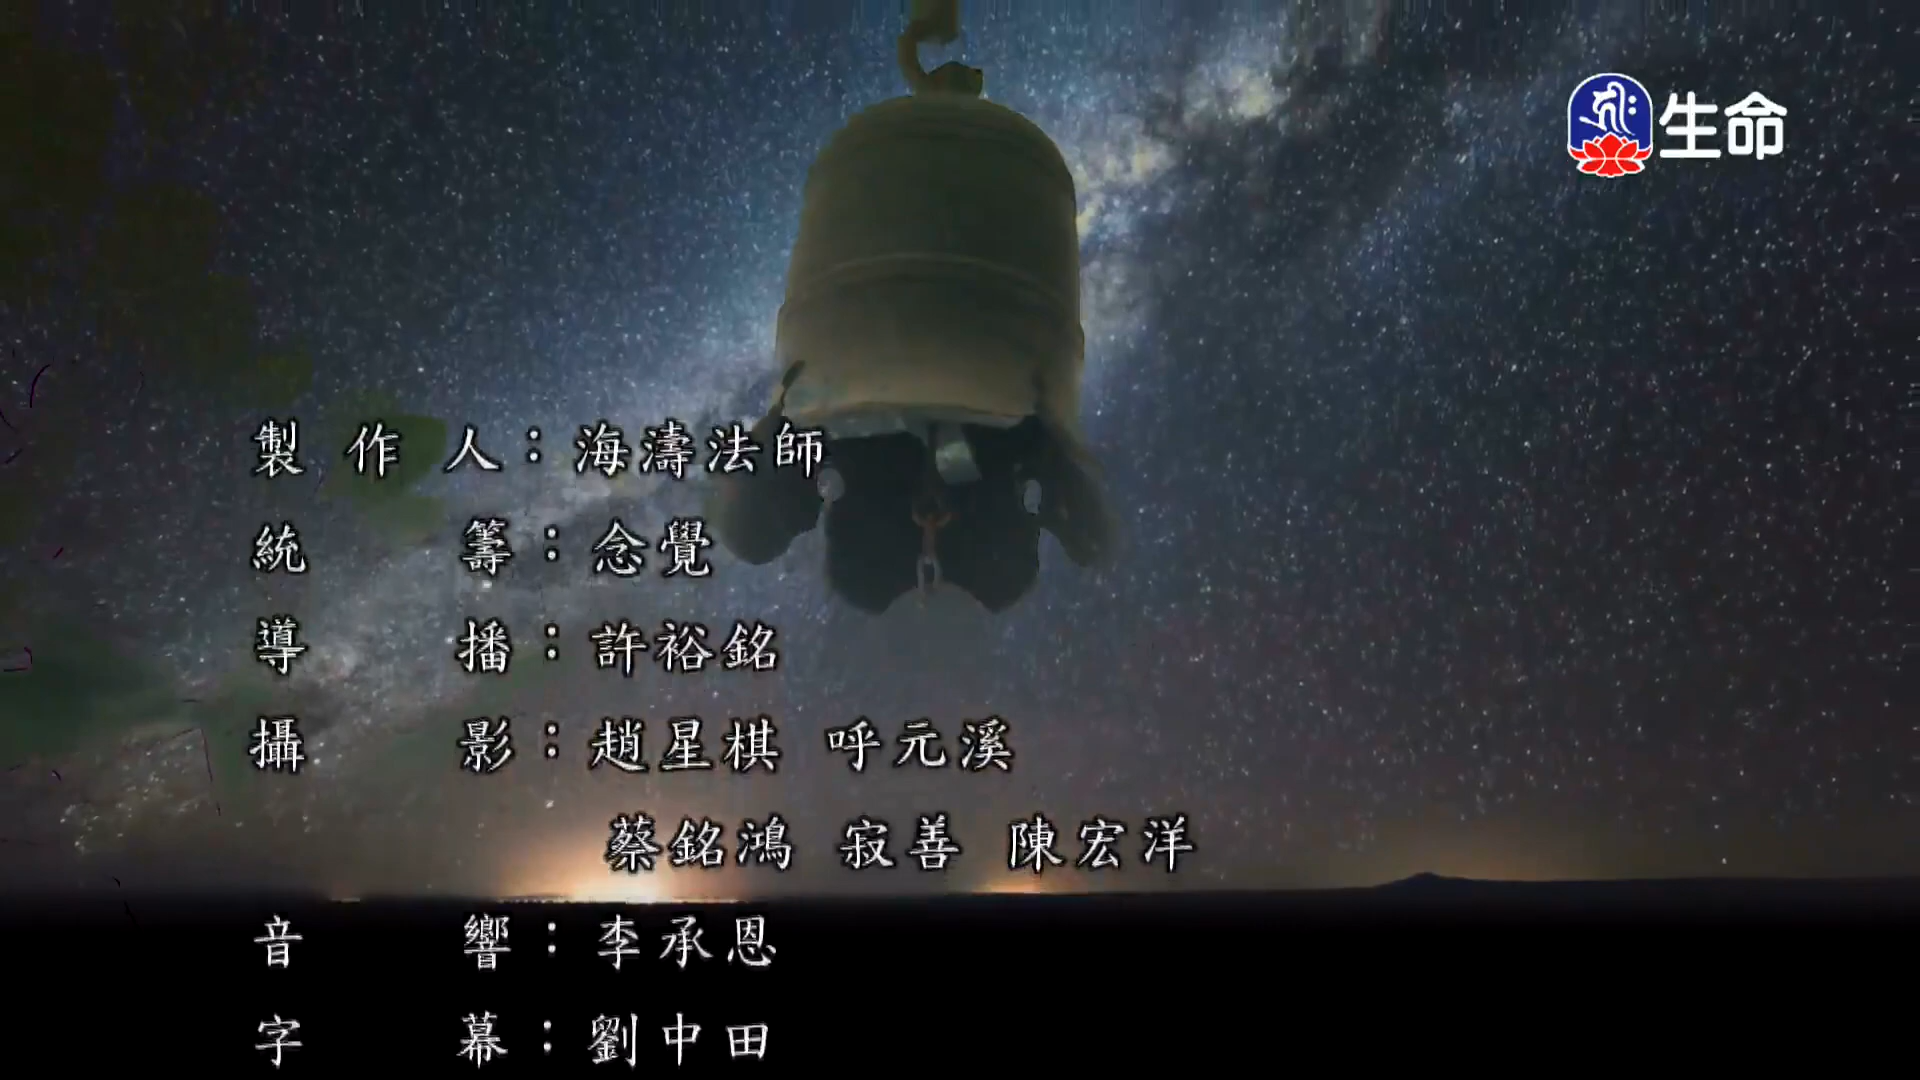 生命
製作人：海濤法師
統籌：念覺
導播：許裕銘
攝影：趙星棋 呼元溪
蔡銘鴻 寂善 陳宏洋
音響：李承恩
字幕：劉中田